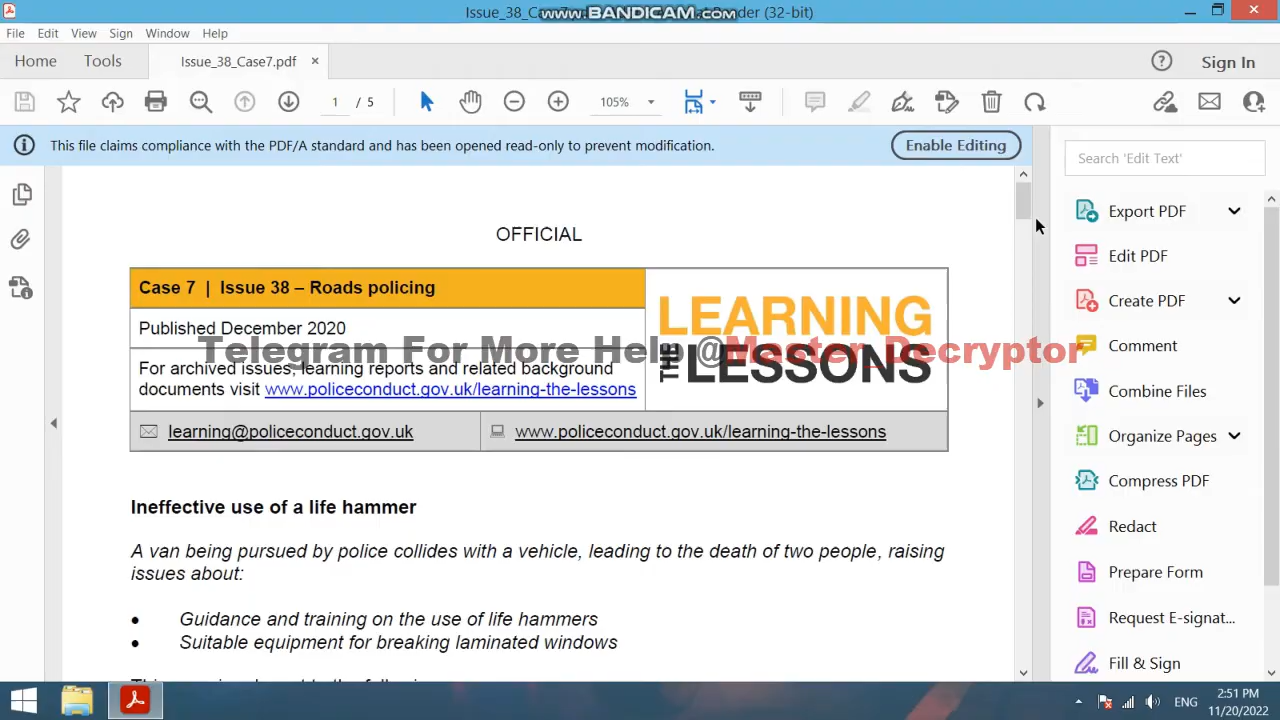 Issue_38_Ca
WWW.BANDICAM.COM
Reader (32-bit)
File Edit View Sign Window Help
Home Tools Issue_38_Case7.pdf × Sign In
1 / 5 105%
This file claims compliance with the PDF/A standard and has been opened read-only to prevent modification. Enable Editing
Search 'Edit Text'
Export PDF
Edit PDF
Create PDF
Comment
Combine Files
Organize Pages
Compress PDF
Redact
Prepare Form
Request E-signat...
Fill & Sign
OFFICIAL
Case 7 | Issue 38 – Roads policing
Published December 2020
For archived issues, learning reports and related background
documents visit www.policeconduct.gov.uk/learning-the-lessons
LEARNING
THE LESSONS
Telegram For More Help @Master_Decryptor
learning@policeconduct.gov.uk www.policeconduct.gov.uk/learning-the-lessons
Ineffective use of a life hammer
A van being pursued by police collides with a vehicle, leading to the death of two people, raising
issues about:
• Guidance and training on the use of life hammers
• Suitable equipment for breaking laminated windows
ENG
2:51 PM
11/20/2022